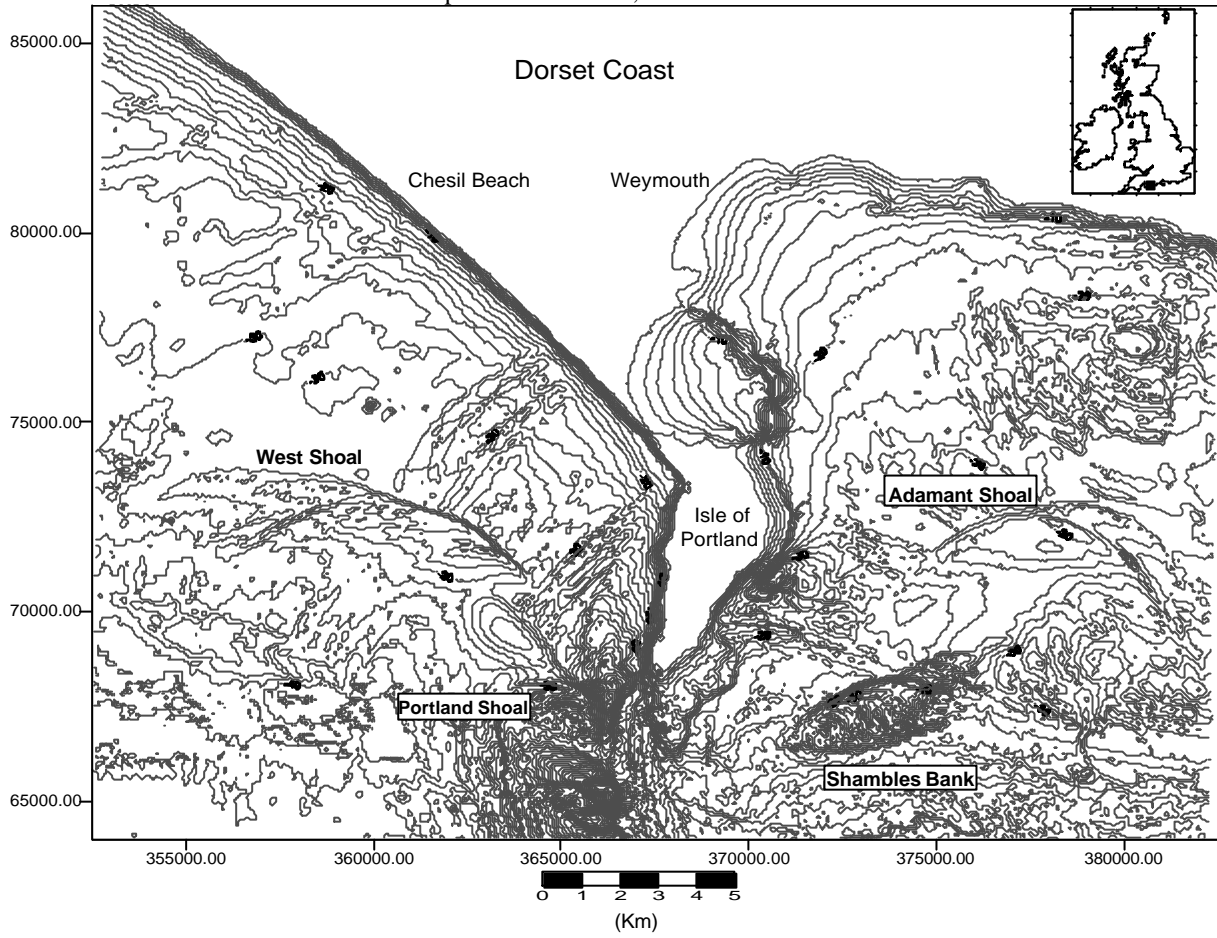 85000.00
Dorset Coast
Chesil Beach
Weymouth
80000.00
75000.00
West Shoal
Adamant Shoal
Isle of
Portland
70000.00
Portland Shoal
Shambles Bank
65000.00
355000.00 360000.00 365000.00 370000.00 375000.00 380000.00
0 1 2 3 4 5
(Km)